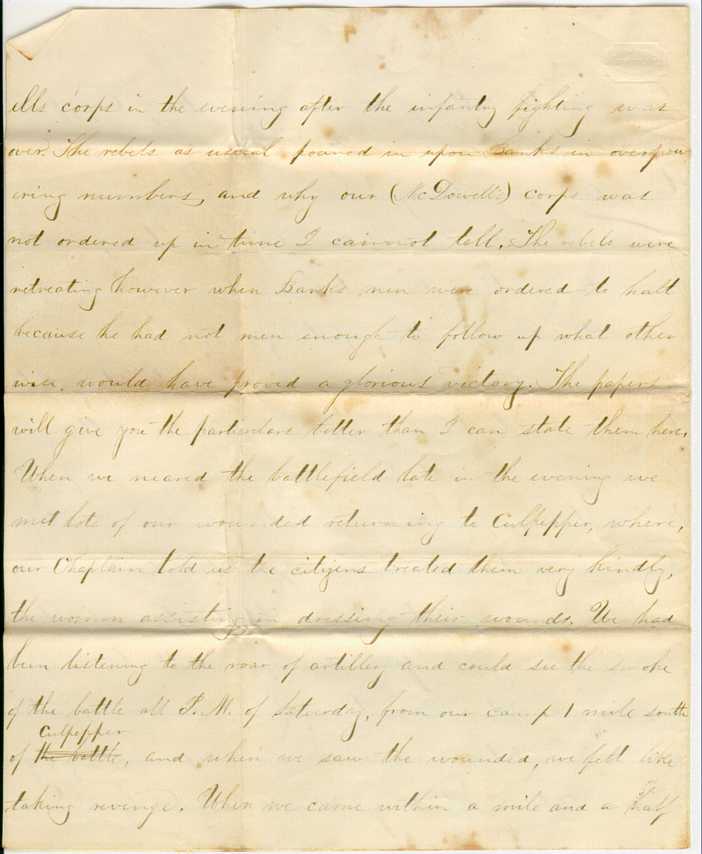 ells corps in the evening after the infantry fighting was
over. The rebels as usual poured in upon Banks in overpow
ering numbers, and why our (McDowell's) corps was
not ordered up in time I cannot tell. The rebels were
retreating however when Banks men were ordered to halt
because he had not men enough to follow up what other
wise would have proved a glorious victory. The papers
will give you the particulars better than I can state them here.
When we neared the battlefield late in the evening we
met lots of our wounded returning to Culpepper, where,
our Chaplain told us the citizens treated them very kindly,
the women assisting in dressing their wounds. We had
been listening to the roar of artillery and could see the smoke
of the battle all P.M. of Saturday, from our camp 1 mile south
Culpepper
of the battle, and when we saw the wounded, we felt like
taking revenge. When we came within a mile and a half